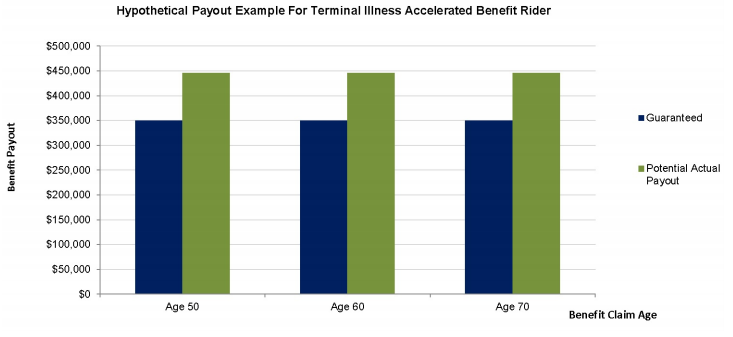 Hypothetical Payout Example For Terminal Illness Accelerated Benefit Rider
$500,000
$450,000
$400,000
$350,000
$300,000
$250,000
$200,000
$150,000
$100,000
$50,000
$0
Benefit Payout
Age 50
Age 60
Age 70
Benefit Claim Age
Guaranteed
Potential Actual
Payout